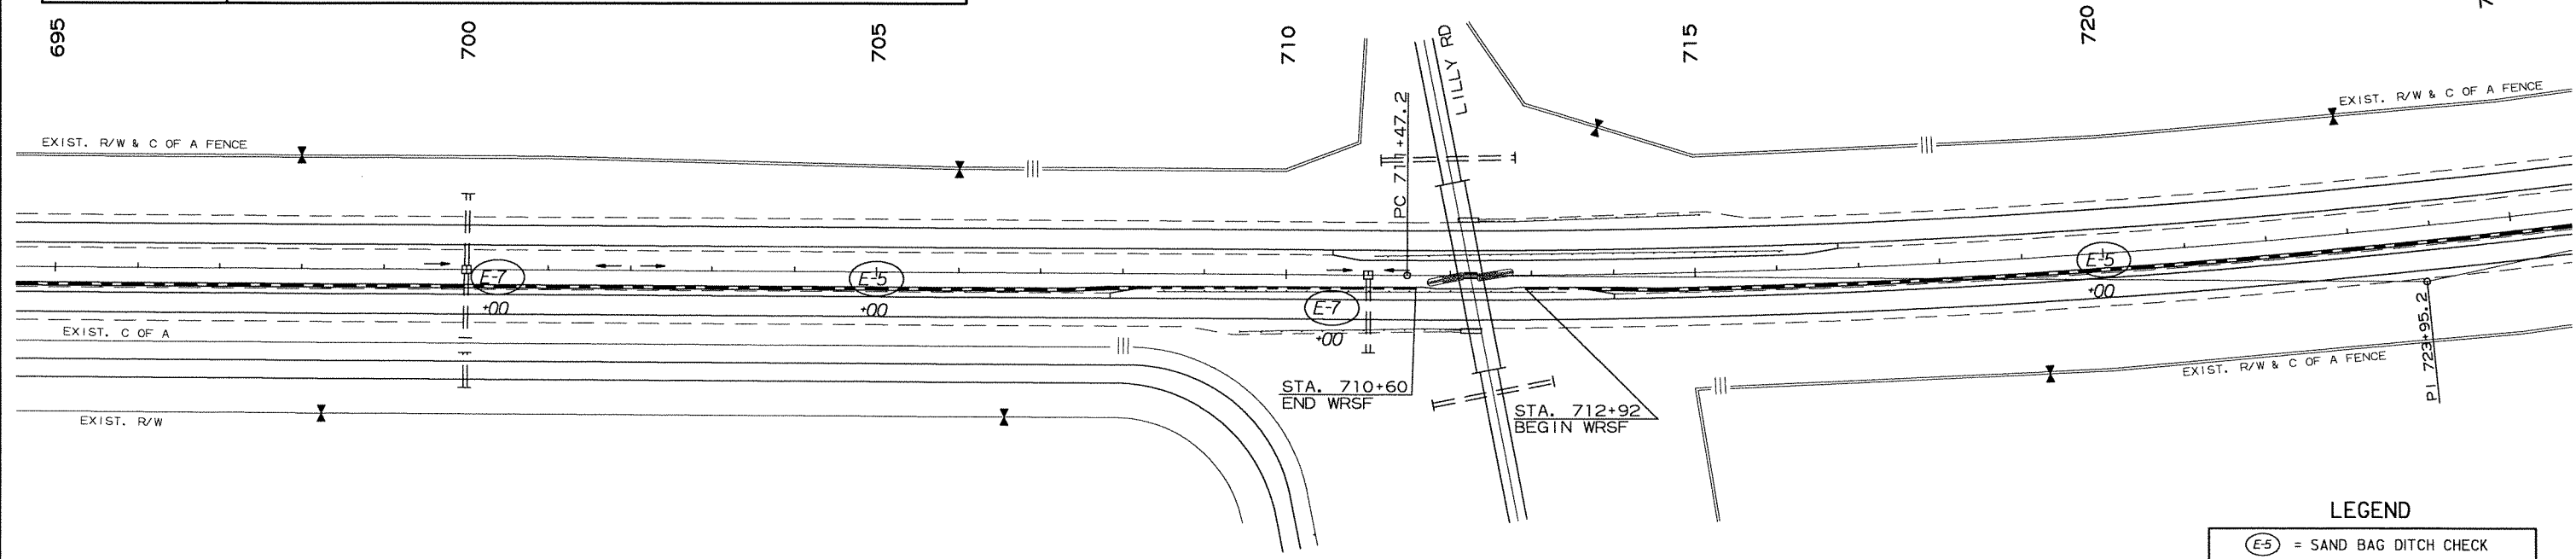 695
700
705
710
715
720
LILLY RD
PC 711+47.2
EXIST. R/W & C OF A FENCE
EXIST. R/W & C OF A FENCE
E-7
+00
E-5
+00
E-7
+00
E-5
+00
EXIST. C OF A
STA. 710+60
END WRSF
STA. 712+92
BEGIN WRSF
EXIST. R/W & C OF A FENCE
PI 723+95.2
EXIST. R/W
LEGEND
E-5 = SAND BAG DITCH CHECK